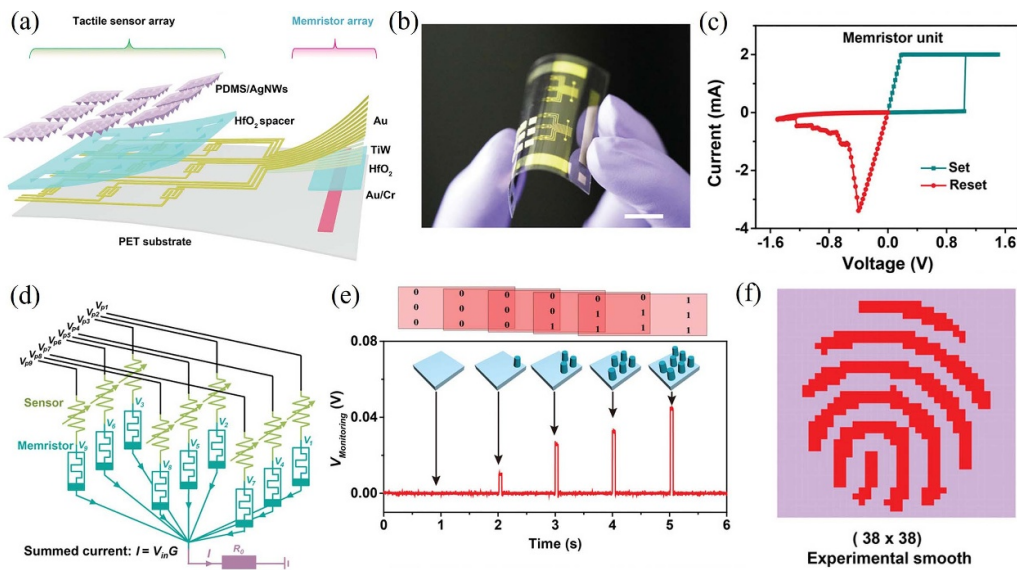 (a)
Tactile sensor array
Memristor array
PDMS/AgNWs
HfO2 spacer
Au
TiW
HfO2
Au/Cr
PET substrate
(b)
(c)
Memristor unit
Current (mA)
2
0
-2
-4
Set
Reset
-1.6 -0.8 0.0 0.8 1.6
Voltage (V)
(d)
Vp1
Vp2
Vp3
Vp4
Vp5
Vp6
Vp7
Vp8
Vp9
Sensor
Memristor
V9
V6
V3
V8
V5
V2
V7
V4
V1
Summed current: I = VinG
I
R0
(e)
0 0 0 0 0 0 1
0 0 0 0 1 1 1
0 0 0 1 1 1 1
VMonitoring (V)
0.08
0.04
0.00
0 1 2 3 4 5 6
Time (s)
(f)
( 38 x 38)
Experimental smooth